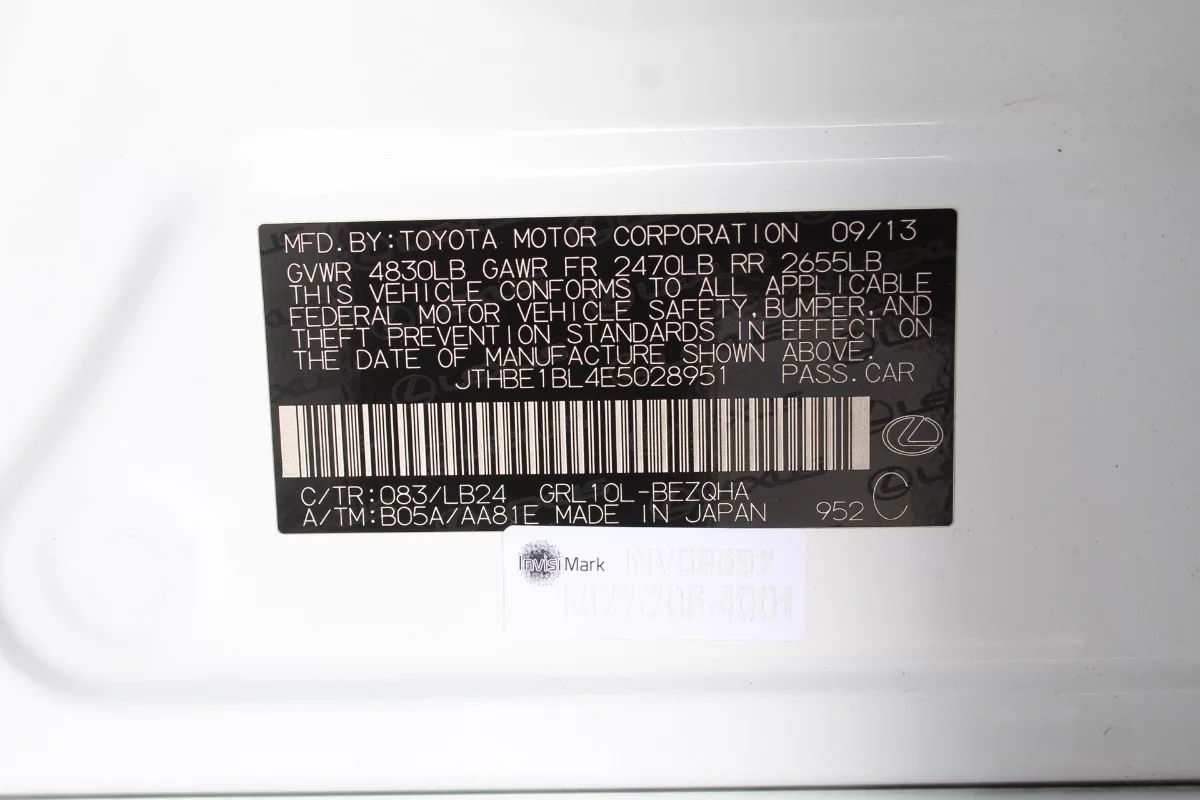 MFD.BY:TOYOTA MOTOR CORPORATION 09/13
GVWR 4830LB GAWR FR 2470LB RR 2655LB
THIS VEHICLE CONFORMS TO ALL APPLICABLE
FEDERAL MOTOR VEHICLE SAFETY,BUMPER,AND
THEFT PREVENTION STANDARDS IN EFFECT ON
THE DATE OF MANUFACTURE SHOWN ABOVE.
JTHBE1BL4E5028951 PASS.CAR
C/TR:083/LB24 GRL10L-BEZQHA
A/TM:B05A/AA81E MADE IN JAPAN 952 C
InvisiMark